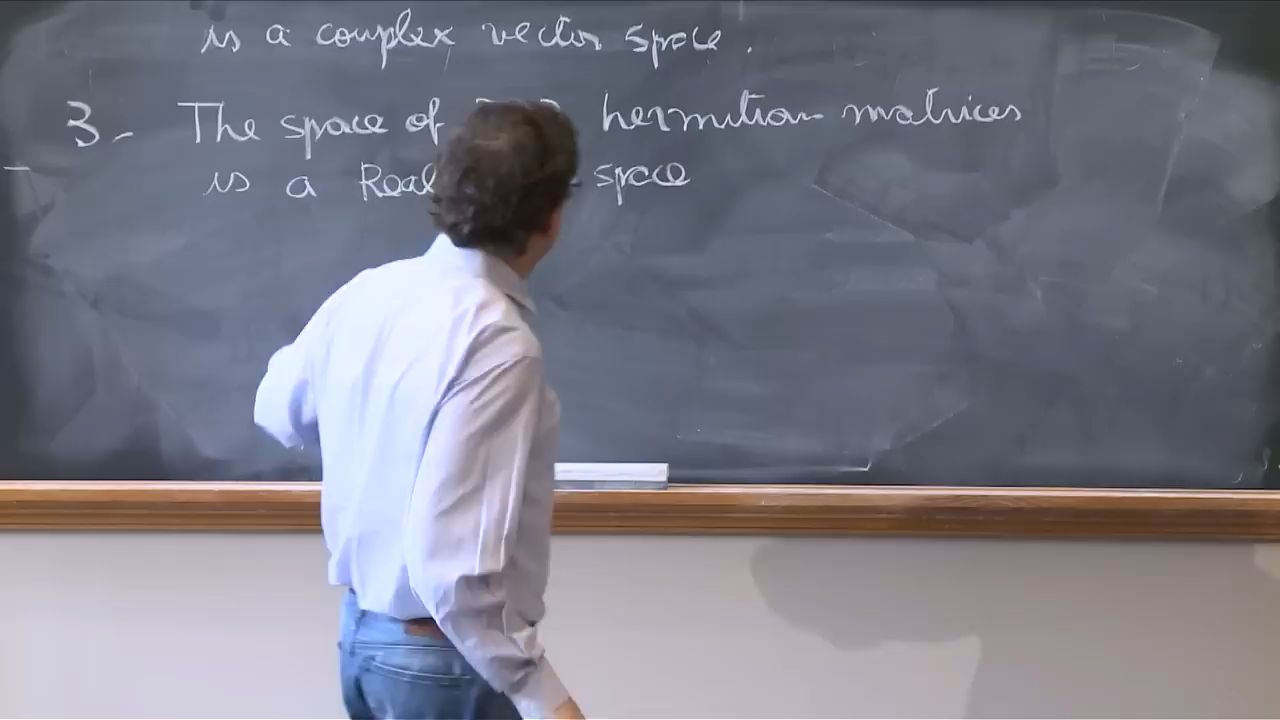 is a complex vector space.
3- The space of hermitian matrices
is a Real space